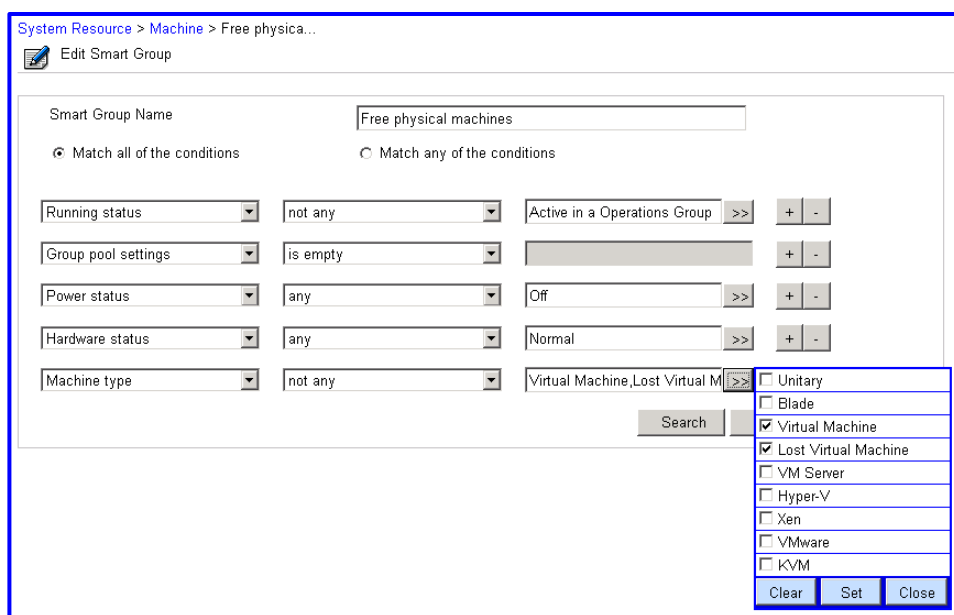 System Resource > Machine > Free physica...
Edit Smart Group
Smart Group Name
Free physical machines
Match all of the conditions
Match any of the conditions
Running status
not any
Active in a Operations Group
>>
+
-
Group pool settings
is empty
+
-
Power status
any
Off
>>
+
-
Hardware status
any
Normal
>>
+
-
Machine type
not any
Virtual Machine,Lost Virtual M
>>
Search
Unitary
Blade
Virtual Machine
Lost Virtual Machine
VM Server
Hyper-V
Xen
VMware
KVM
Clear
Set
Close